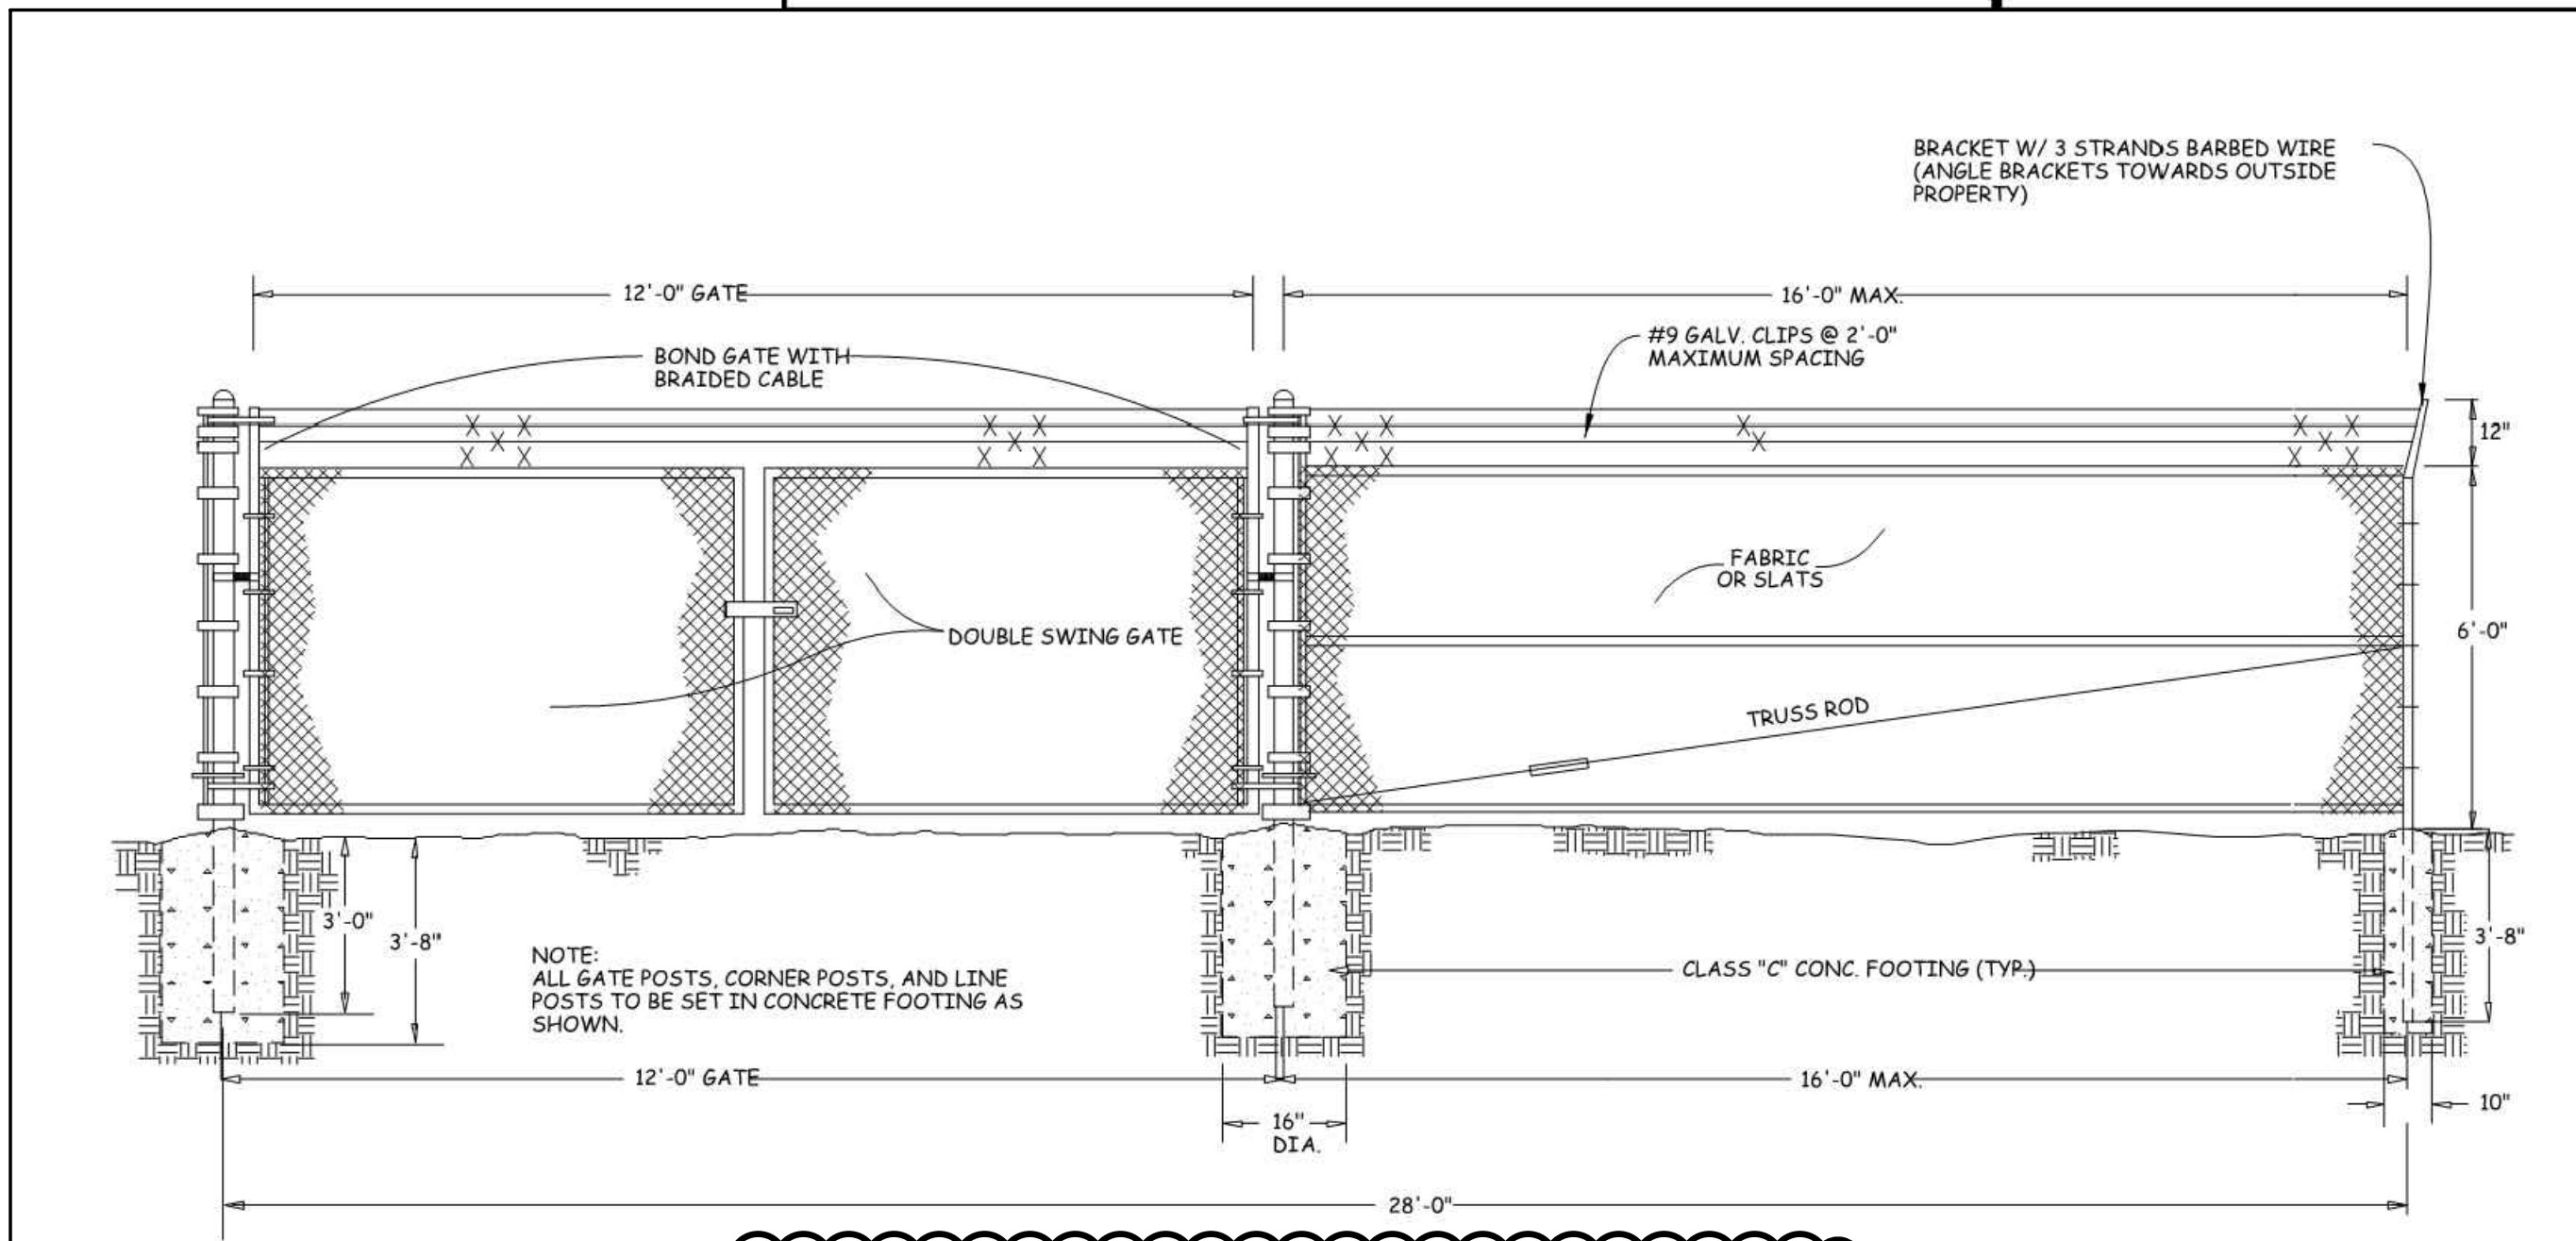 BRACKET W/ 3 STRANDS BARBED WIRE
(ANGLE BRACKETS TOWARDS OUTSIDE
PROPERTY)
12'-0" GATE
16'-0" MAX.
#9 GALV. CLIPS @ 2'-0"
MAXIMUM SPACING
BOND GATE WITH
BRAIDED CABLE
12"
FABRIC
OR SLATS
DOUBLE SWING GATE
6'-0"
TRUSS ROD
3'-0"
3'-8"
NOTE:
ALL GATE POSTS, CORNER POSTS, AND LINE
POSTS TO BE SET IN CONCRETE FOOTING AS
SHOWN.
CLASS "C" CONC. FOOTING (TYP.)
3'-8"
12'-0" GATE
16'-0" MAX.
10"
16"
DIA.
28'-0"